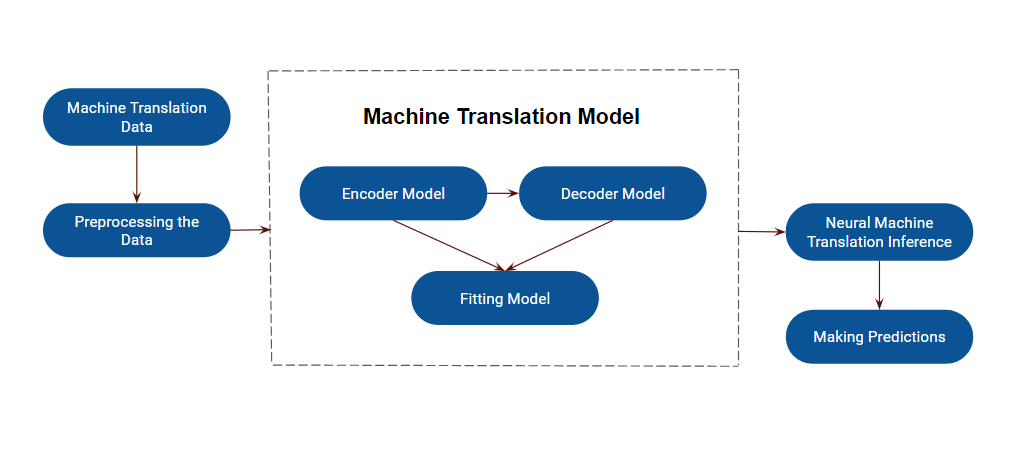 Machine Translation
Data
Preprocessing the
Data
Machine Translation Model
Encoder Model
Decoder Model
Fitting Model
Neural Machine
Translation Inference
Making Predictions